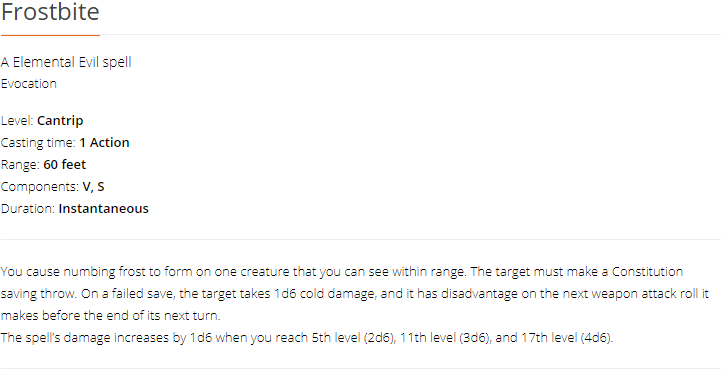 Frostbite
A Elemental Evil spell
Evocation
Level: Cantrip
Casting time: 1 Action
Range: 60 feet
Components: V, S
Duration: Instantaneous
You cause numbing frost to form on one creature that you can see within range. The target must make a Constitution
saving throw. On a failed save, the target takes 1d6 cold damage, and it has disadvantage on the next weapon attack roll it
makes before the end of its next turn.
The spell’s damage increases by 1d6 when you reach 5th level (2d6), 11th level (3d6), and 17th level (4d6).